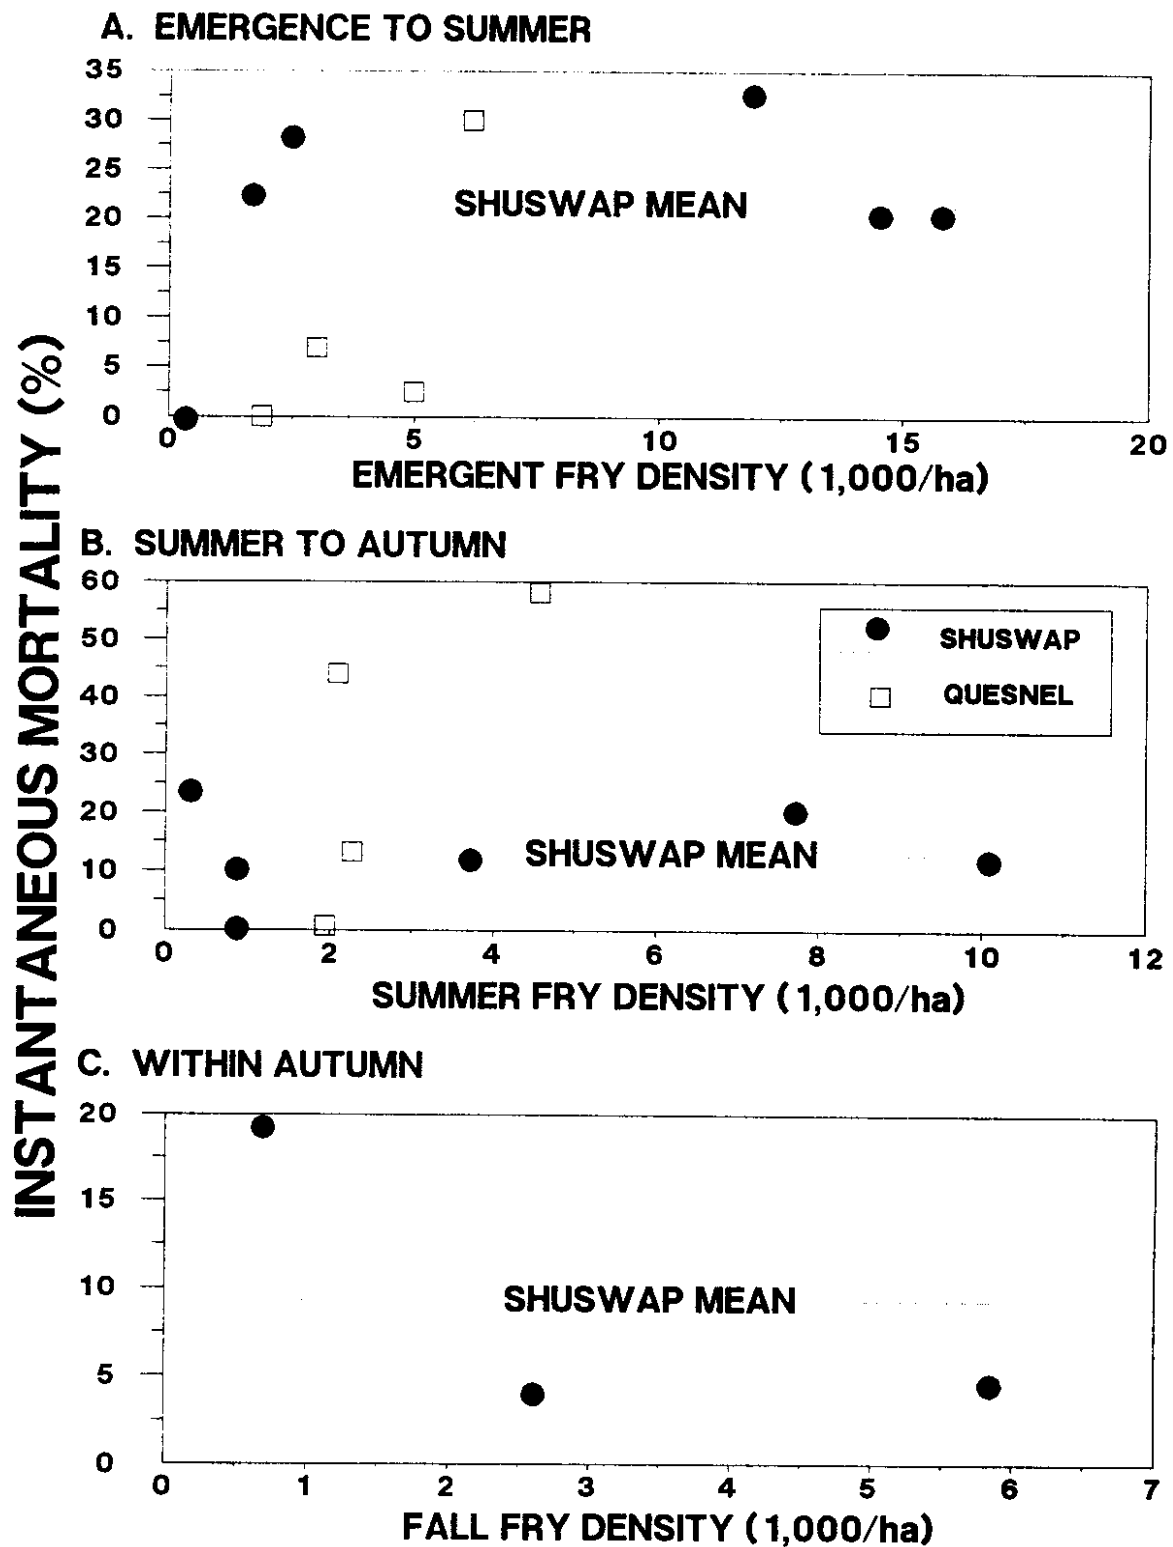 A. EMERGENCE TO SUMMER
35
30
25
20
15
10
5
0
SHUSWAP MEAN
0 5 10 15 20
EMERGENT FRY DENSITY (1,000/ha)
INSTANTANEOUS MORTALITY (%)
B. SUMMER TO AUTUMN
60
50
40
30
20
10
0
SHUSWAP
QUESNEL
SHUSWAP MEAN
0 2 4 6 8 10 12
SUMMER FRY DENSITY (1,000/ha)
C. WITHIN AUTUMN
20
15
10
5
0
SHUSWAP MEAN
0 1 2 3 4 5 6 7
FALL FRY DENSITY (1,000/ha)